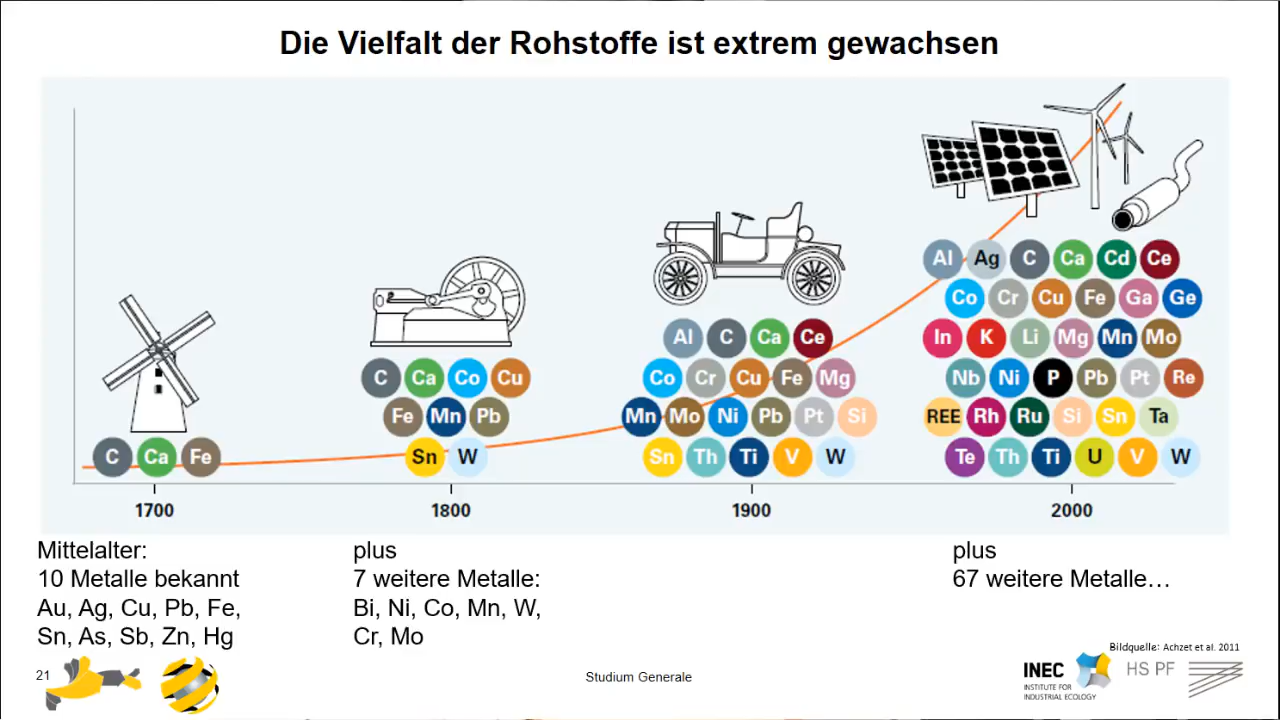 Die Vielfalt der Rohstoffe ist extrem gewachsen
Al Ag C Ca Cd Ce
Co Cr Cu Fe Ga Ge
Al C Ca Ce
In K Li Mg Mn Mo
C Ca Co Cu
Co Cr Cu Fe Mg
Nb Ni P Pb Pt Re
Fe Mn Pb
Mn Mo Ni Pb Pt Si
REE Rh Ru Si Sn Ta
C Ca Fe
Sn W
Sn Th Ti V W
Te Th Ti U V W
1700
1800
1900
2000
Mittelalter:
10 Metalle bekannt
Au, Ag, Cu, Pb, Fe,
Sn, As, Sb, Zn, Hg
plus
7 weitere Metalle:
Bi, Ni, Co, Mn, W,
Cr, Mo
plus
67 weitere Metalle…
Bildquelle: Achzet et al. 2011
21
Studium Generale
INEC
INSTITUTE FOR
INDUSTRIAL ECOLOGY
HS PF